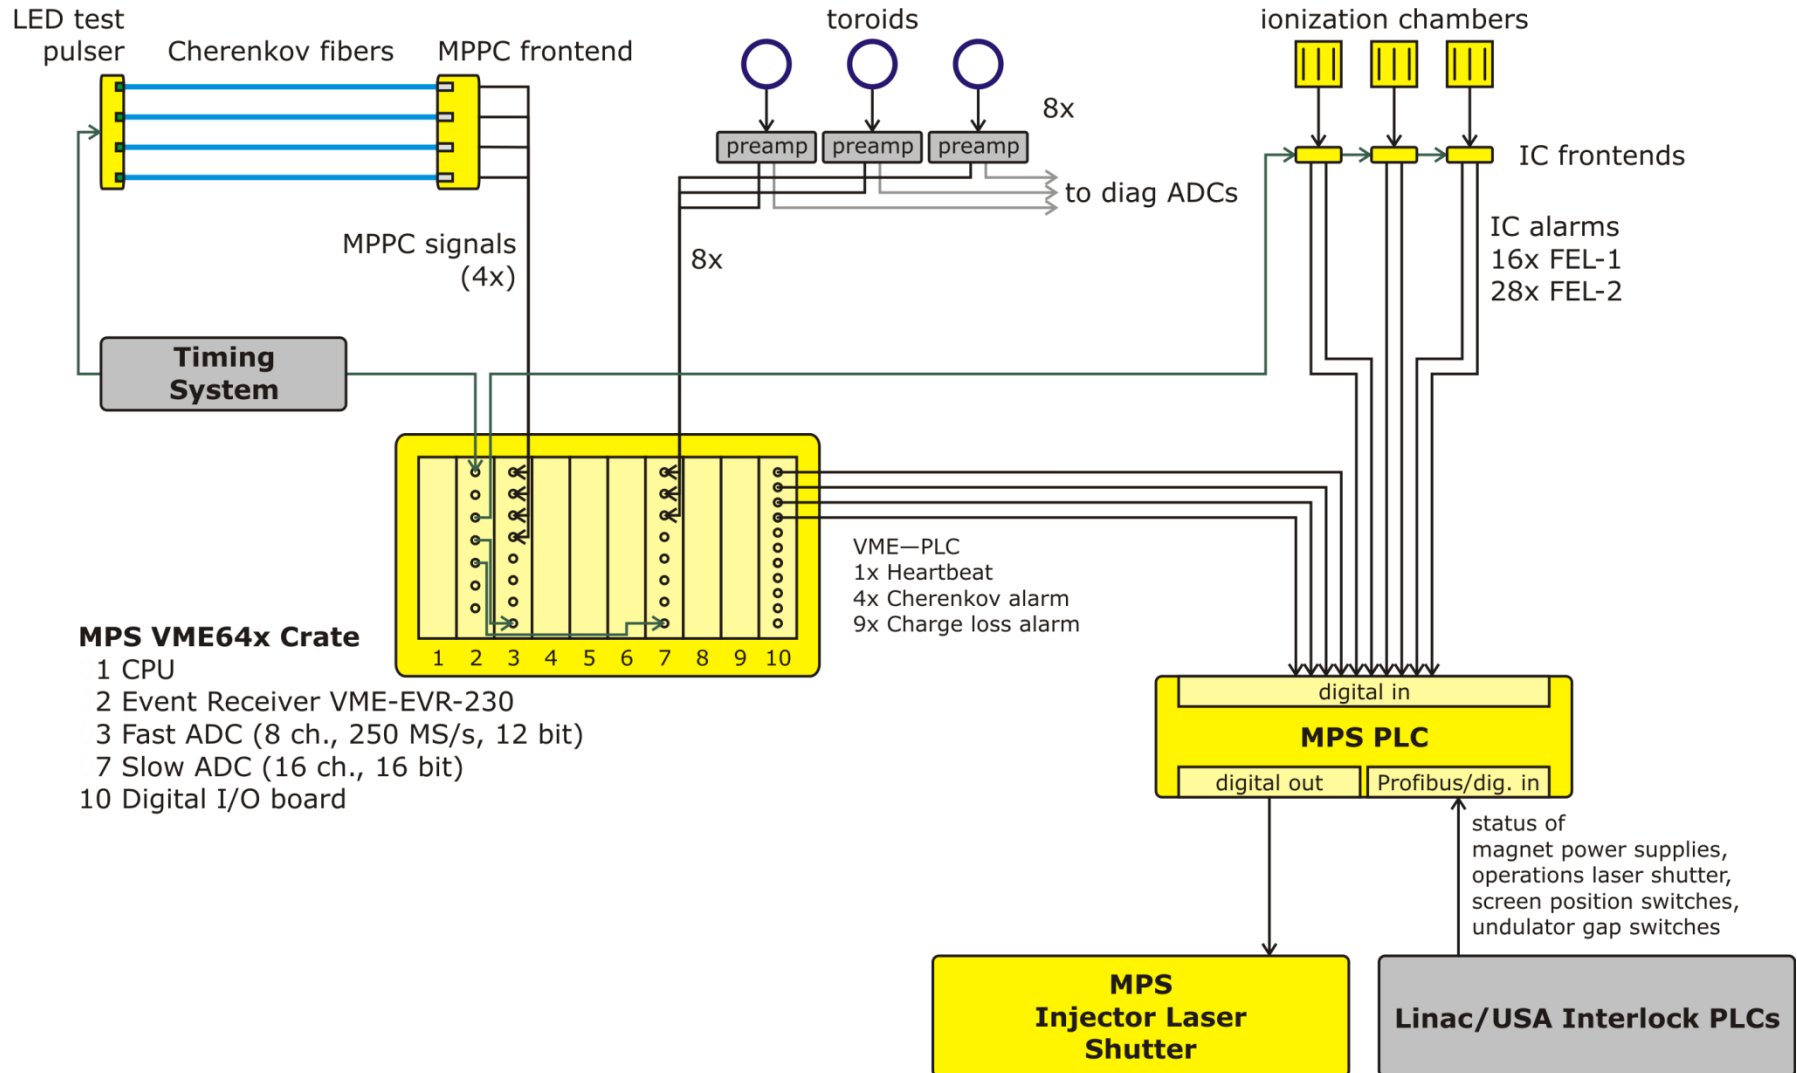 LED test
pulser
Cherenkov fibers
MPPC frontend
toroids
ionization chambers
8x
preamp
preamp
preamp
IC frontends
to diag ADCs
MPPC signals
(4x)
8x
IC alarms
16x FEL-1
28x FEL-2
Timing
System
VME—PLC
1x Heartbeat
4x Cherenkov alarm
9x Charge loss alarm
1 2 3 4 5 6 7 8 9 10
MPS VME64x Crate
1 CPU
2 Event Receiver VME-EVR-230
3 Fast ADC (8 ch., 250 MS/s, 12 bit)
7 Slow ADC (16 ch., 16 bit)
10 Digital I/O board
digital in
MPS PLC
digital out
Profibus/dig. in
status of
magnet power supplies,
operations laser shutter,
screen position switches,
undulator gap switches
MPS
Injector Laser
Shutter
Linac/USA Interlock PLCs